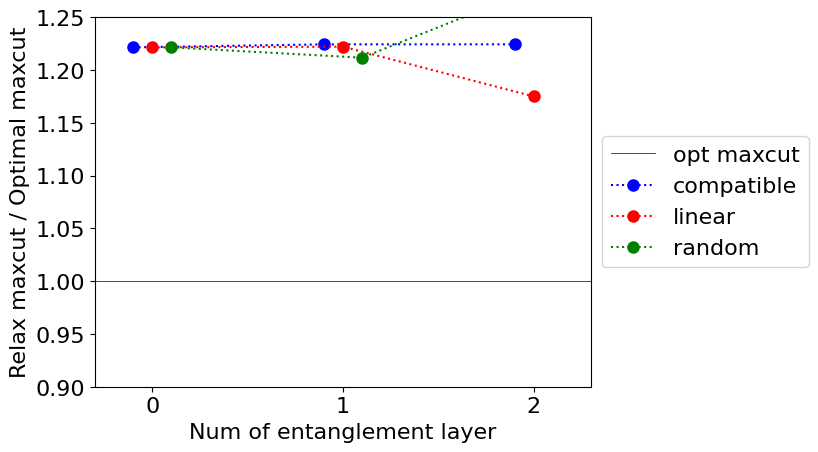 Relax maxcut / Optimal maxcut
1.25
1.20
1.15
1.10
1.05
1.00
0.95
0.90
0
1
2
Num of entanglement layer
opt maxcut
compatible
linear
random